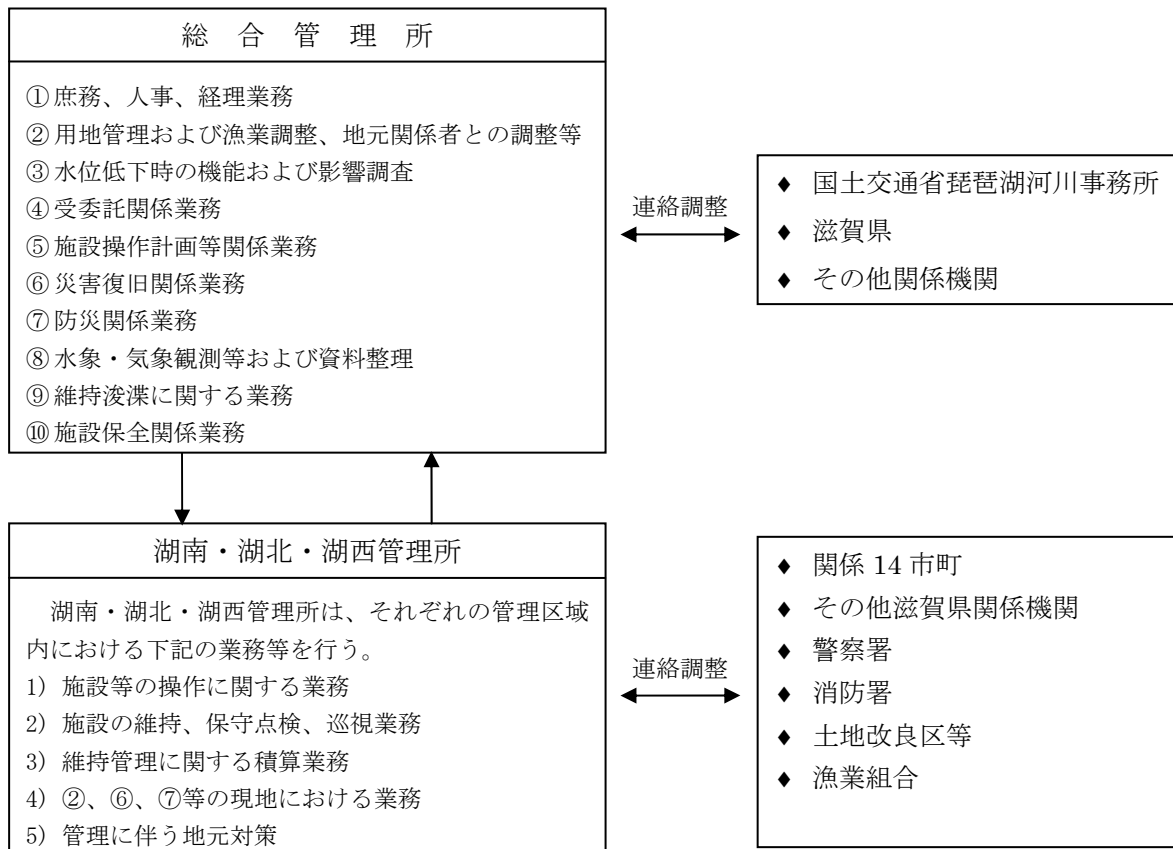 総合管理所
①庶務、人事、経理業務
②用地管理および漁業調整、地元関係者との調整等
③水位低下時の機能および影響調査
④受委託関係業務
⑤施設操作計画等関係業務
⑥災害復旧関係業務
⑦防災関係業務
⑧水象・気象観測等および資料整理
⑨維持浚渫に関する業務
⑩施設保全関係業務
連絡調整
♦ 国土交通省琵琶湖河川事務所
♦ 滋賀県
♦ その他関係機関
湖南・湖北・湖西管理所
湖南・湖北・湖西管理所は、それぞれの管理区域
内における下記の業務等を行う。
1) 施設等の操作に関する業務
2) 施設の維持、保守点検、巡視業務
3) 維持管理に関する積算業務
4) ②、⑥、⑦等の現地における業務
5) 管理に伴う地元対策
連絡調整
♦ 関係 14 市町
♦ その他滋賀県関係機関
♦ 警察署
♦ 消防署
♦ 土地改良区等
♦ 漁業組合